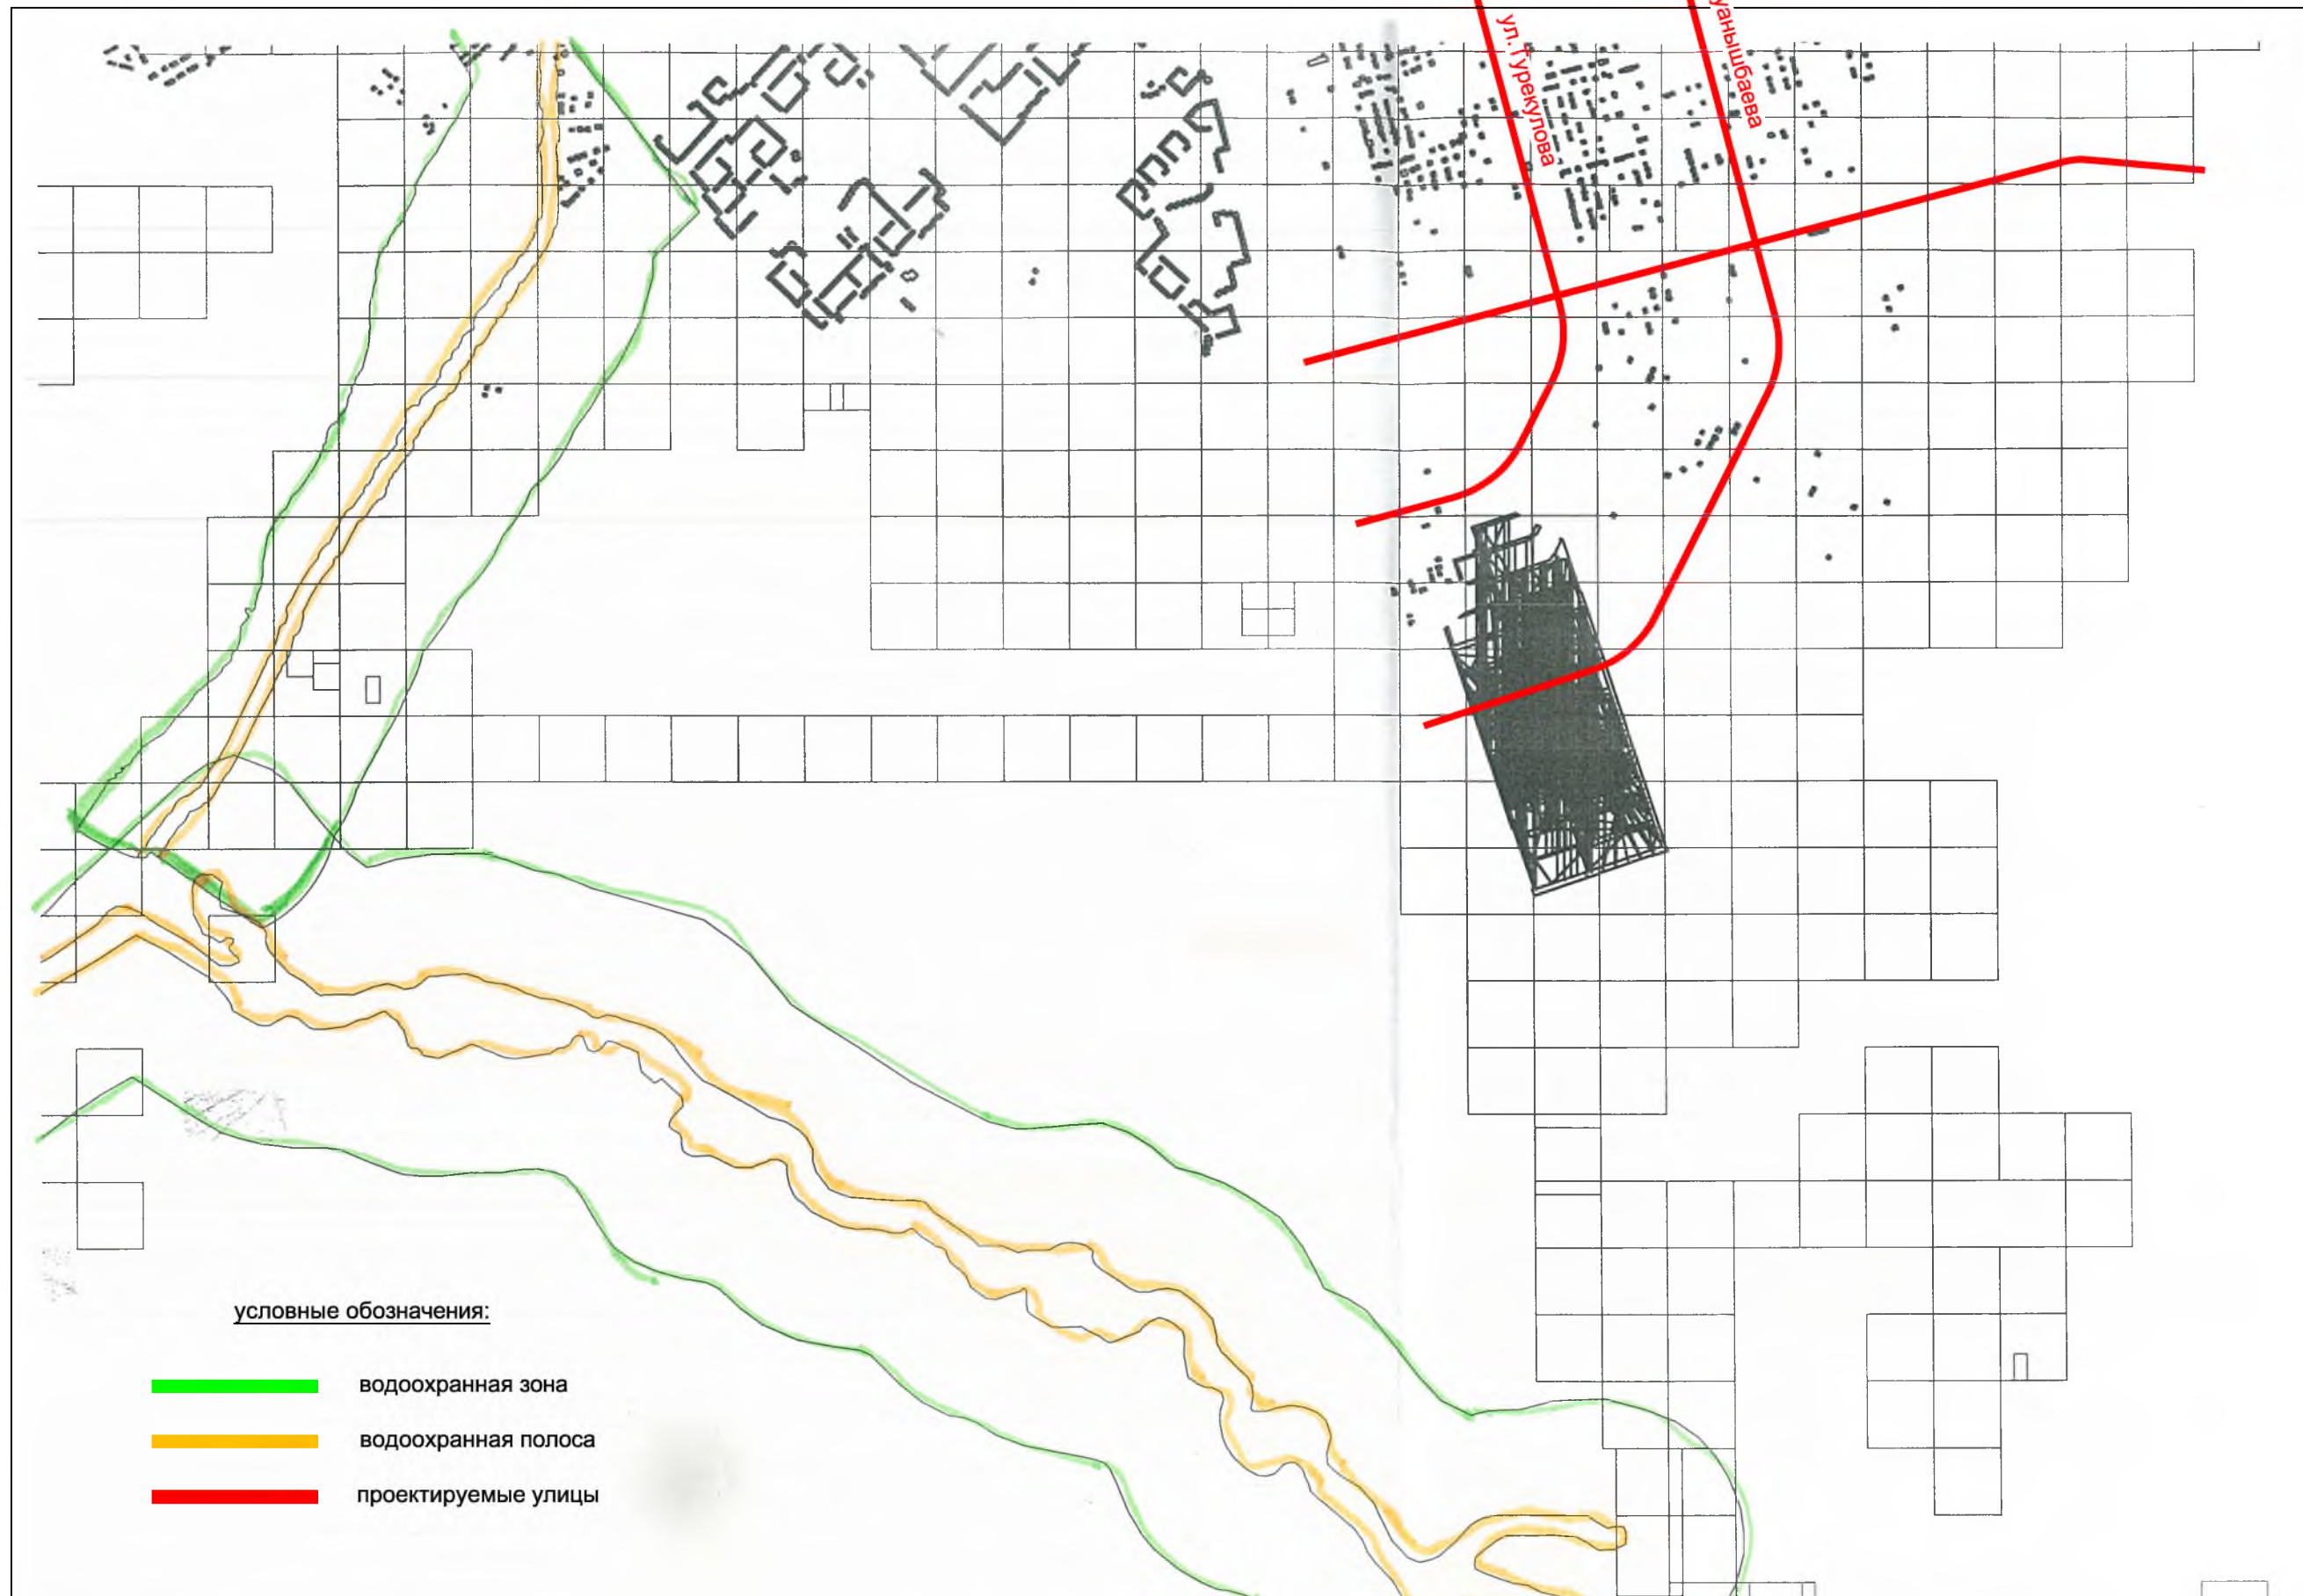 ул. Турекулова
уанышбаева
условные обозначения:
водоохранная зона
водоохранная полоса
проектируемые улицы